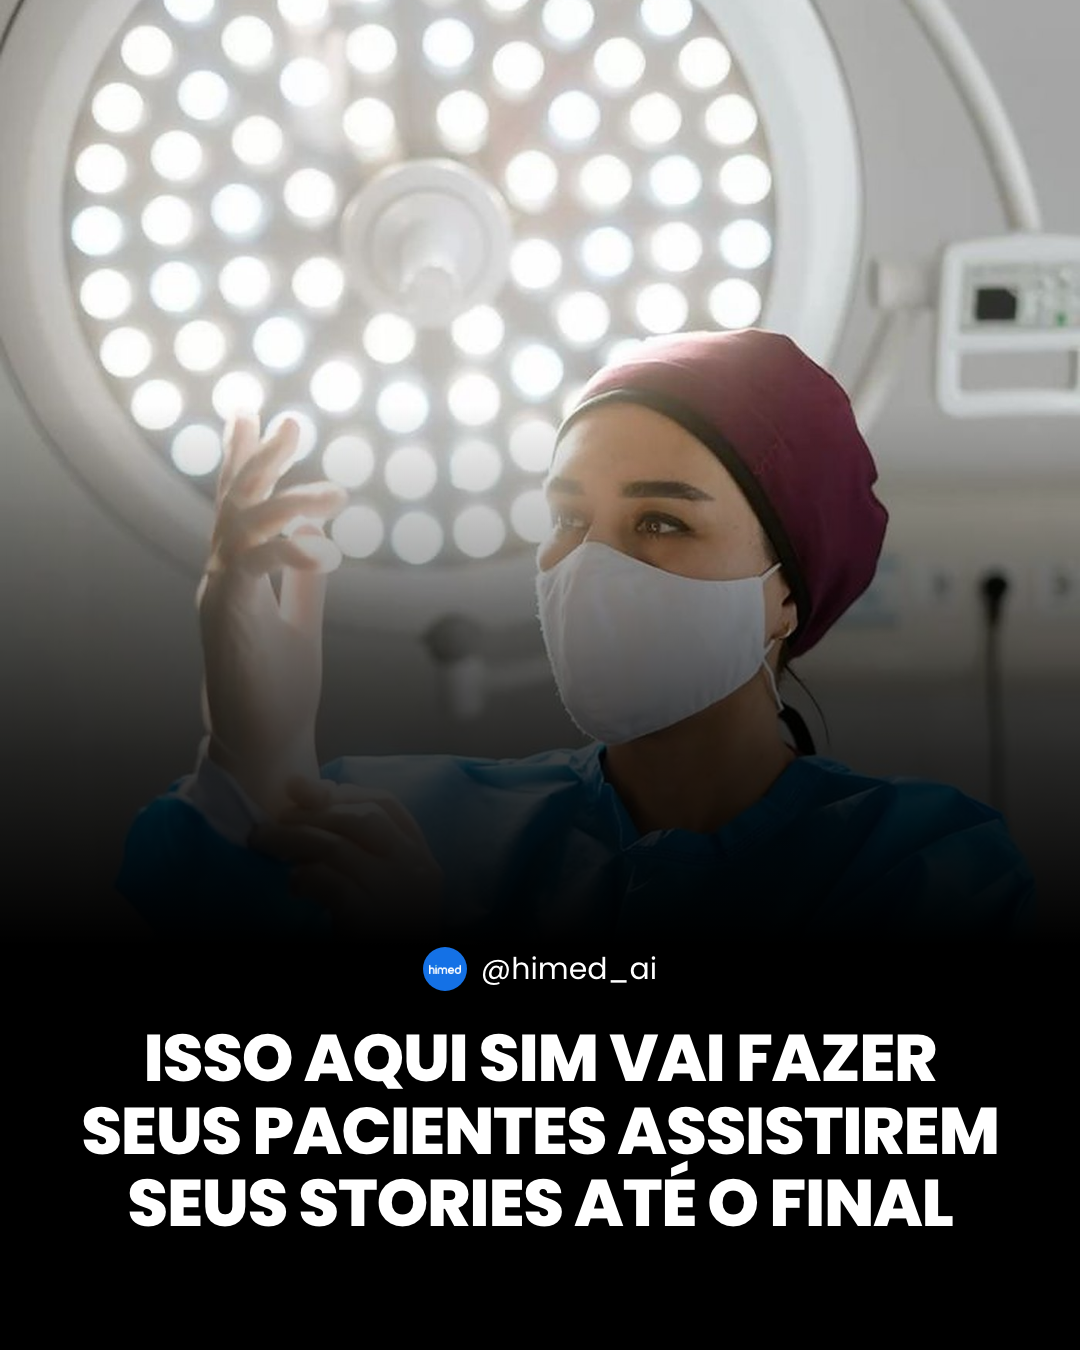 himed @himed_ai
ISSO AQUI SIM VAI FAZER
SEUS PACIENTES ASSISTIREM
SEUS STORIES ATÉ O FINAL